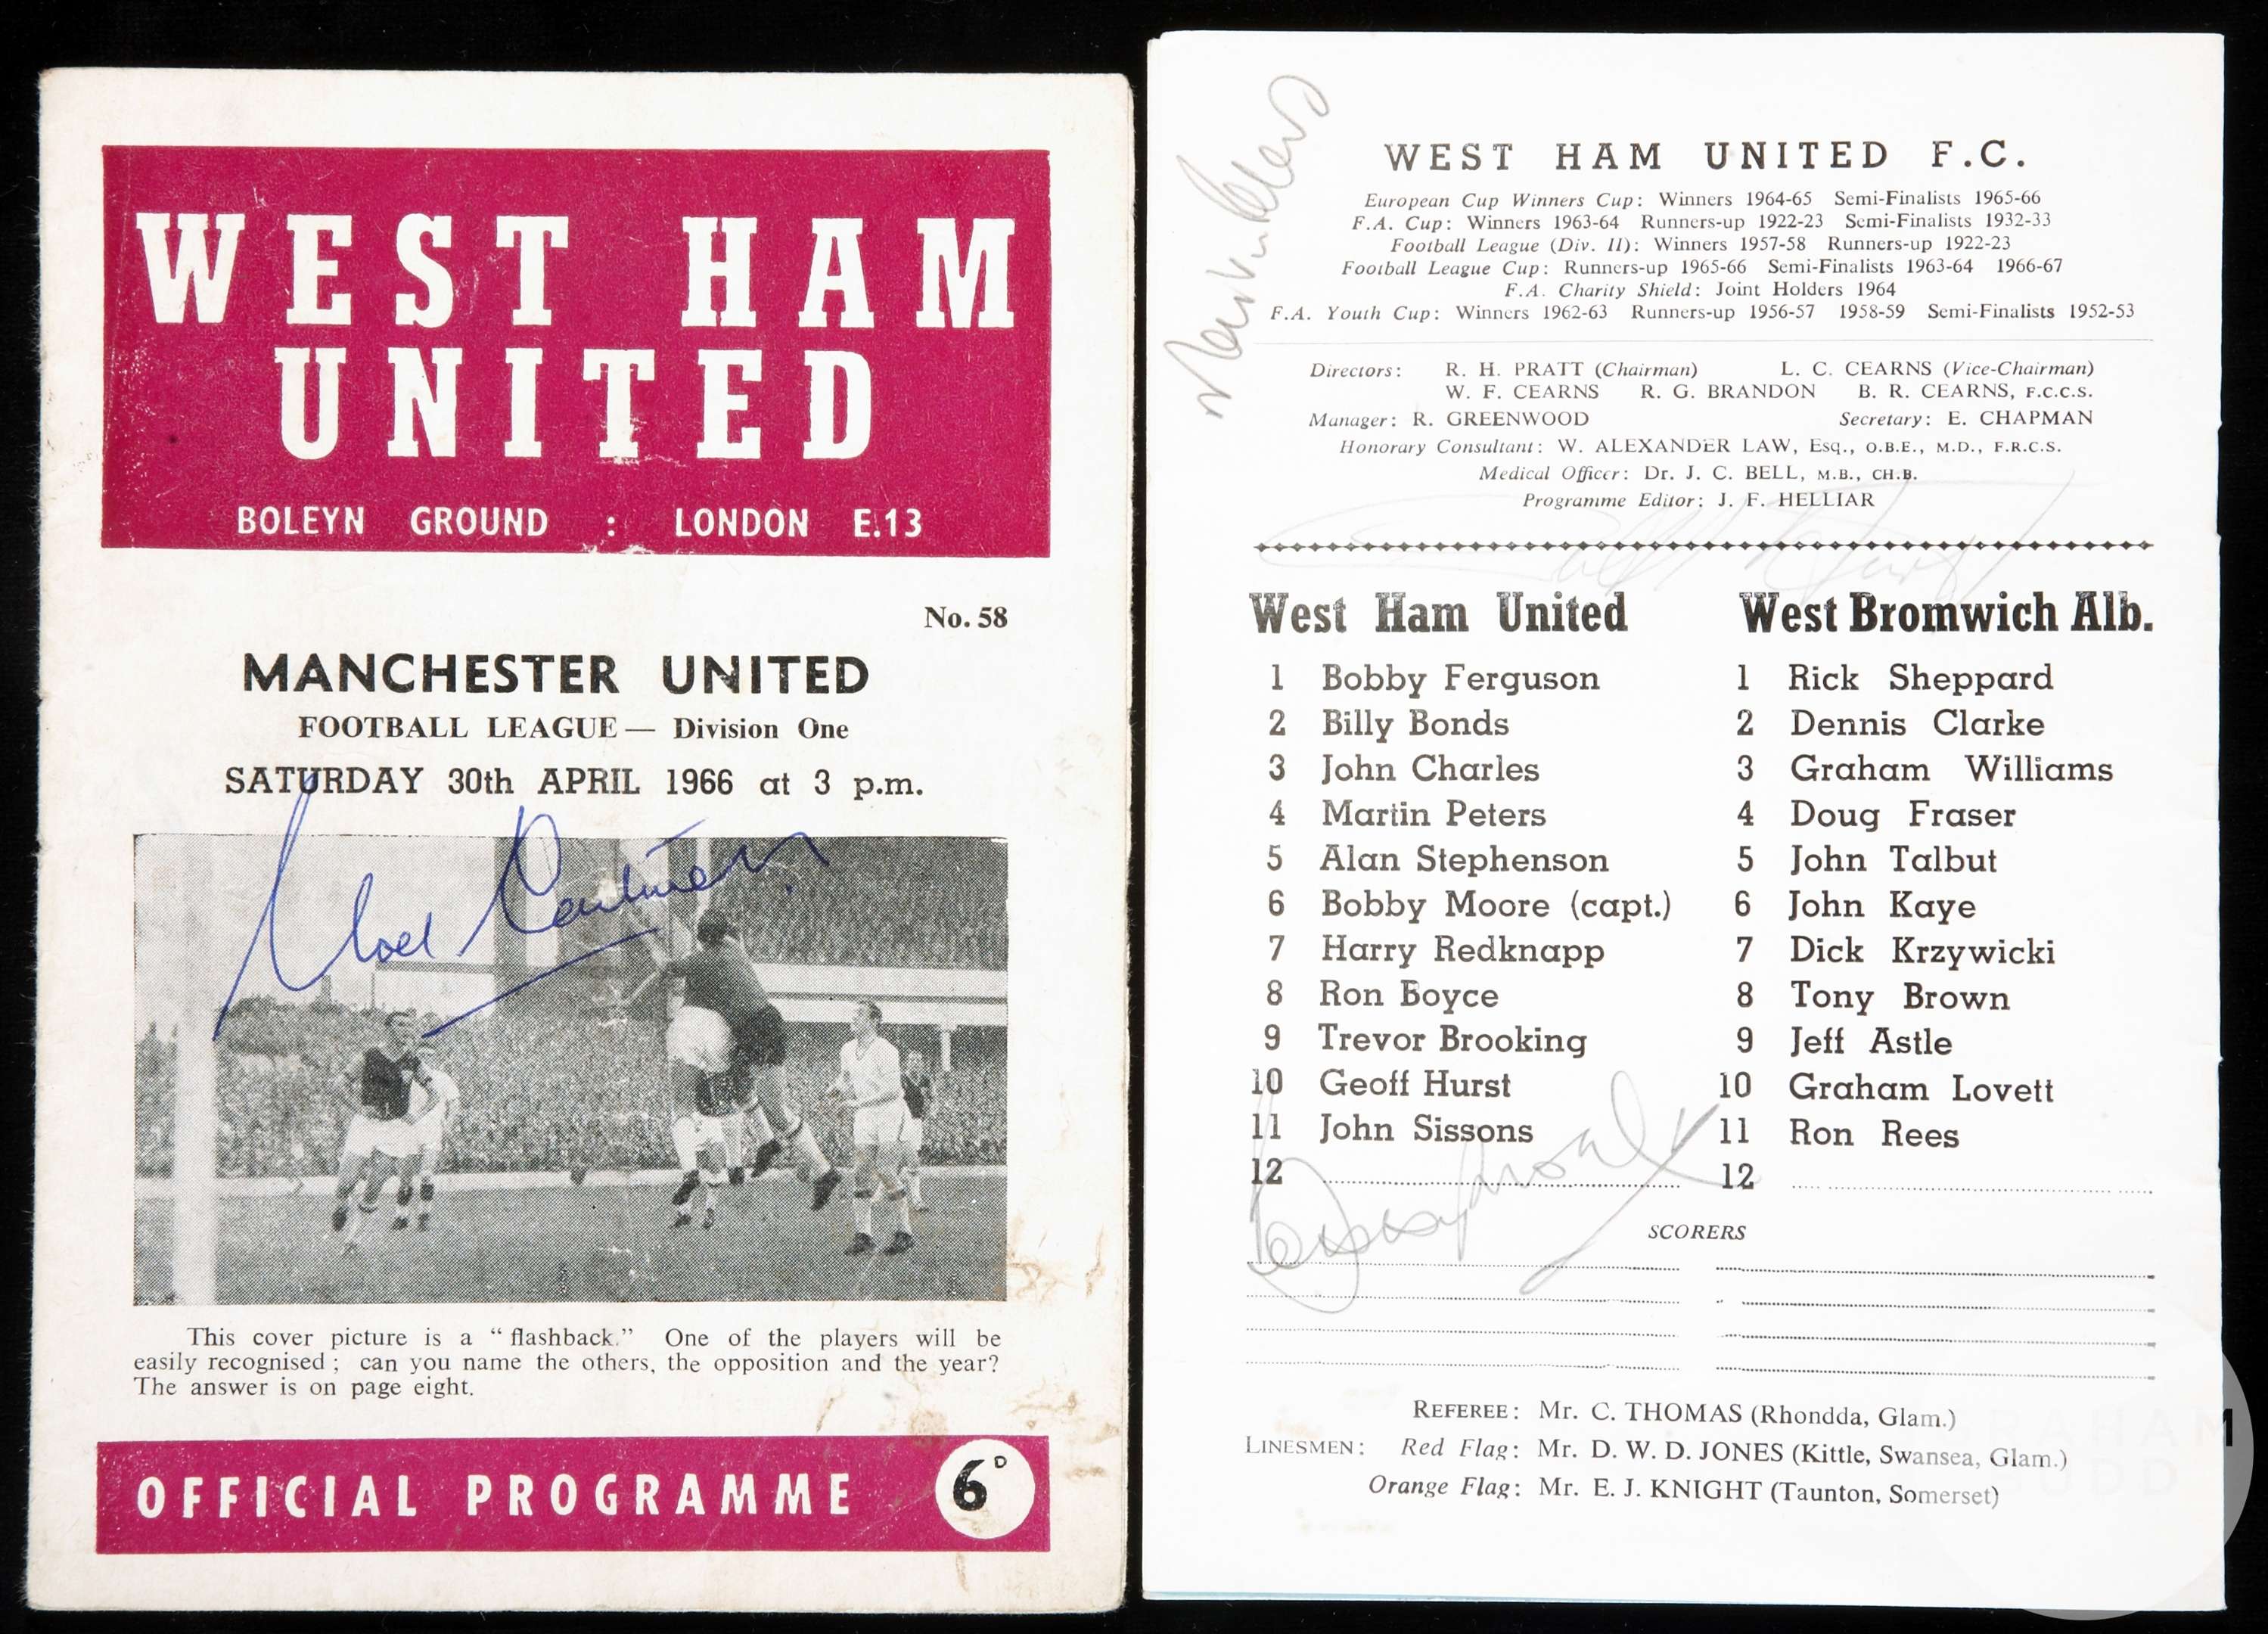 WEST HAM
UNITED
BOLEYN GROUND : LONDON E.13
No. 58
MANCHESTER UNITED
FOOTBALL LEAGUE — Division One
SATURDAY 30th APRIL 1966 at 3 p.m.
Noel Cantwell
This cover picture is a "flashback." One of the players will be
easily recognised ; can you name the others, the opposition and the year?
The answer is on page eight.
OFFICIAL PROGRAMME 6D
Martin Peters
WEST HAM UNITED F.C.
European Cup Winners Cup: Winners 1964-65 Semi-Finalists 1965-66
F.A. Cup: Winners 1963-64 Runners-up 1922-23 Semi-Finalists 1932-33
Football League (Div. II): Winners 1957-58 Runners-up 1922-23
Football League Cup: Runners-up 1965-66 Semi-Finalists 1963-64 1966-67
F.A. Charity Shield: Joint Holders 1964
F.A. Youth Cup: Winners 1962-63 Runners-up 1956-57 1958-59 Semi-Finalists 1952-53
Directors: R. H. PRATT (Chairman) L. C. CEARNS (Vice-Chairman)
W. F. CEARNS R. G. BRANDON B. R. CEARNS, F.C.C.S.
Manager: R. GREENWOOD Secretary: E. CHAPMAN
Honorary Consultant: W. ALEXANDER LAW, Esq., O.B.E., M.D., F.R.C.S.
Medical Officer: Dr. J. C. BELL, M.B., CH.B.
Programme Editor: J. F. HELLIAR
Geoff Hurst
West Ham United West Bromwich Alb.
1 Bobby Ferguson 1 Rick Sheppard
2 Billy Bonds 2 Dennis Clarke
3 John Charles 3 Graham Williams
4 Martin Peters 4 Doug Fraser
5 Alan Stephenson 5 John Talbut
6 Bobby Moore (capt.) 6 John Kaye
7 Harry Redknapp 7 Dick Krzywicki
8 Ron Boyce 8 Tony Brown
9 Trevor Brooking 9 Jeff Astle
10 Geoff Hurst 10 Graham Lovett
11 John Sissons 11 Ron Rees
12 12
Bobby Moore
SCORERS
REFEREE: Mr. C. THOMAS (Rhondda, Glam.)
LINESMEN: Red Flag: Mr. D. W. D. JONES (Kittle, Swansea, Glam.)
Orange Flag: Mr. E. J. KNIGHT (Taunton, Somerset)
GRAHAM
BUDD